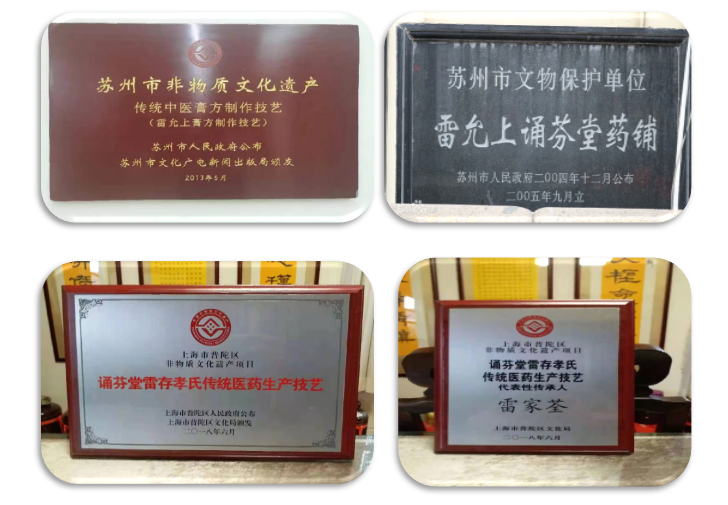 苏州市非物质文化遗产
传统中医膏方制作技艺
（雷允上膏方制作技艺）
苏州市人民政府公布
苏州市文化广电新闻出版局颁发
2013年5月
苏州市文物保护单位
雷允上诵芬堂药铺
苏州市人民政府二00四年十二月公布
二00五年九月立
上海市普陀区
非物质文化遗产项目
诵芬堂雷存孝氏传统医药生产技艺
上海市普陀区人民政府公布
上海市普陀区文化局颁发
二〇一八年六月
上海市普陀区
非物质文化遗产项目
诵芬堂雷存孝氏
传统医药生产技艺
代表性传承人
雷家荃
上海市普陀区文化局
二〇一八年六月